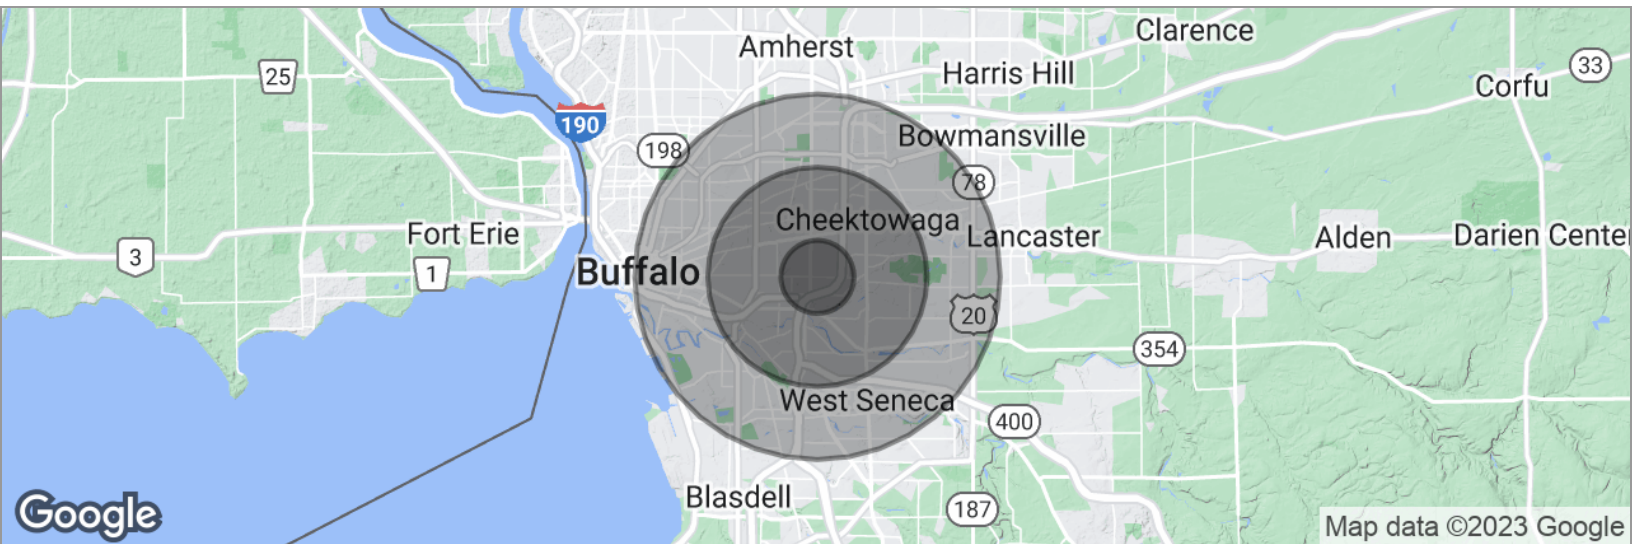 Clarence
Amherst
33
Harris Hill
25
Corfu
190
Bowmansville
198
78
Cheektowaga
Fort Erie
Lancaster
Alden
Darien Center
3
1
Buffalo
20
354
West Seneca
400
Blasdell
187
Google
Map data ©2023 Google